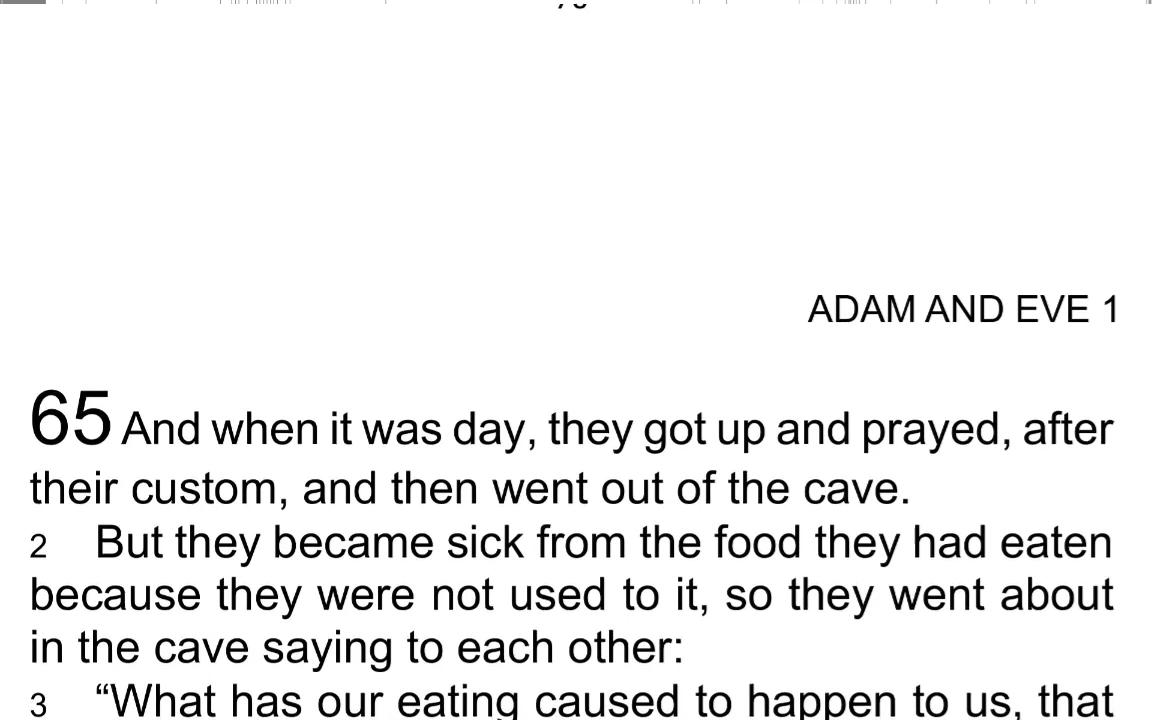 ADAM AND EVE 1
65 And when it was day, they got up and prayed, after
their custom, and then went out of the cave.
2 But they became sick from the food they had eaten
because they were not used to it, so they went about
in the cave saying to each other:
3 “What has our eating caused to happen to us, that